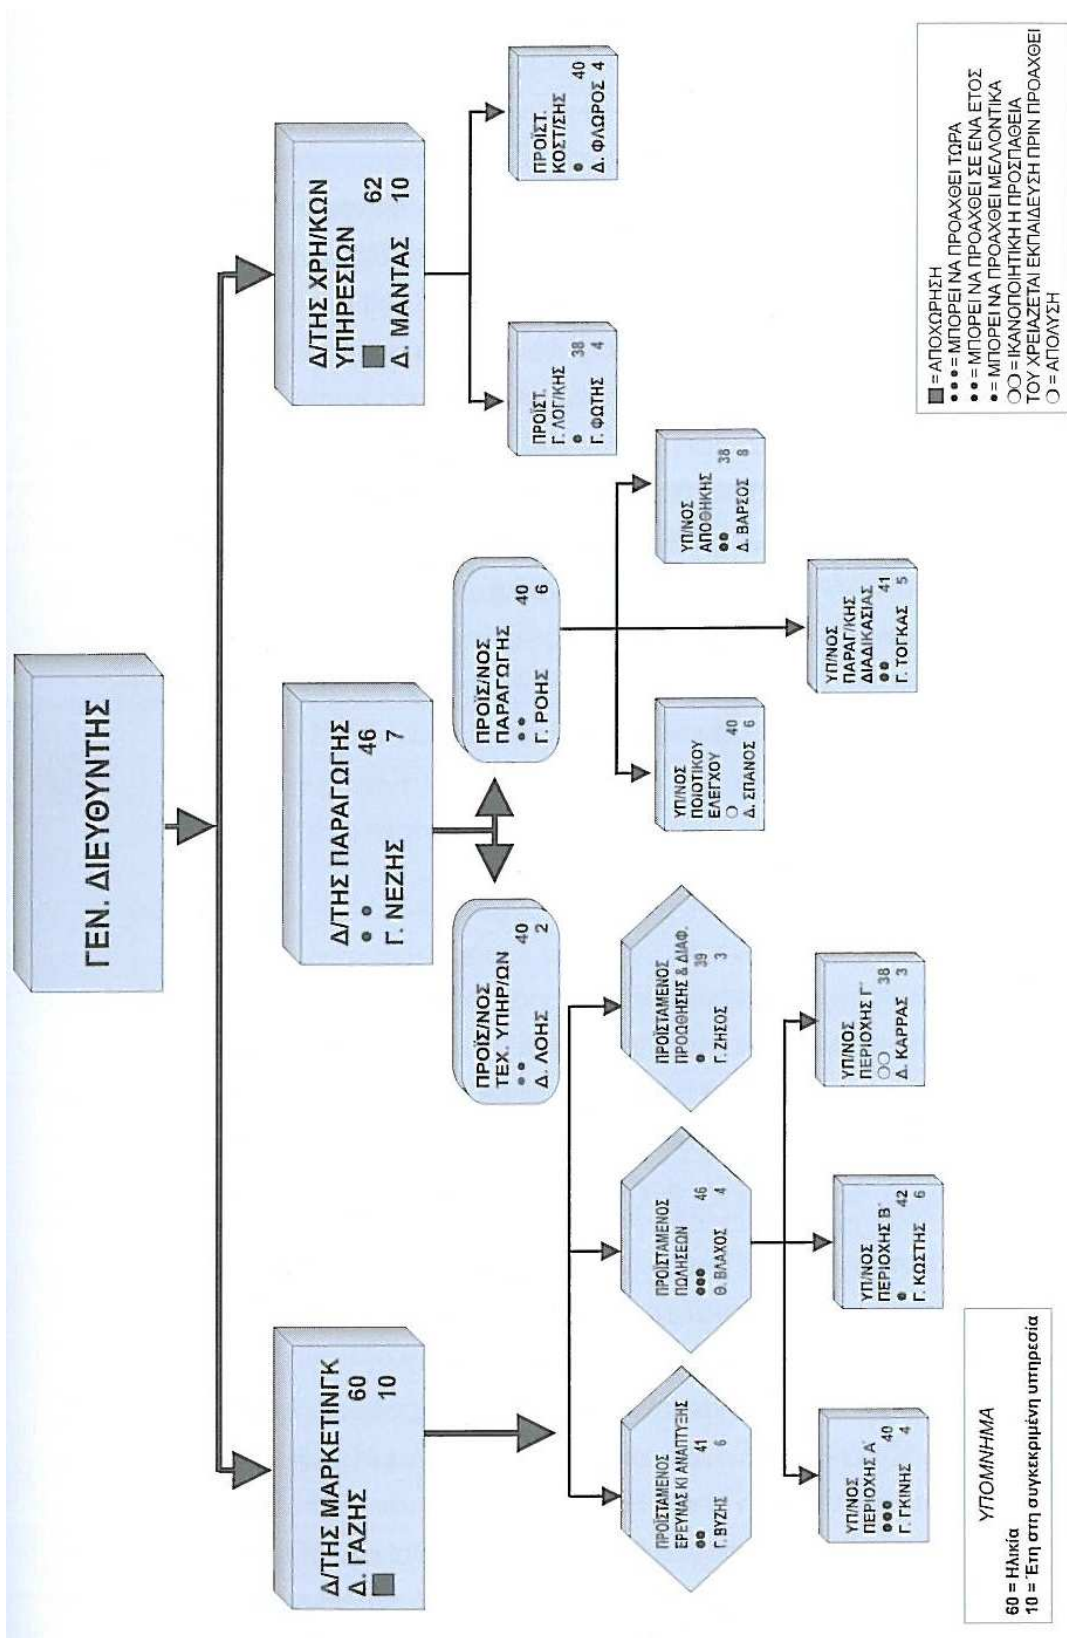 ΓΕΝ. ΔΙΕΥΘΥΝΤΗΣ
Δ/ΤΗΣ ΜΑΡΚΕΤΙΝΓΚ
Δ. ΓΑΖΗΣ 60
10
Δ/ΤΗΣ ΠΑΡΑΓΩΓΗΣ
•• 46
Γ. ΝΕΖΗΣ 7
Δ/ΤΗΣ ΧΡΗ/ΚΩΝ
ΥΠΗΡΕΣΙΩΝ
■ 62
Δ. ΜΑΝΤΑΣ 10
ΠΡΟΪΣ/ΝΟΣ
ΤΕΧ. ΥΠΗΡ/ΩΝ
•• 40
Δ. ΛΟΗΣ 2
ΠΡΟΪΣ/ΝΟΣ
ΠΑΡΑΓΩΓΗΣ
•• 40
Γ. ΡΟΗΣ 6
ΠΡΟΪΣΤ.
Γ. ΛΟΓ/ΚΗΣ
• 38
Γ. ΦΩΤΗΣ 4
ΠΡΟΪΣΤ.
ΚΟΣΤ/ΣΗΣ
• 40
Δ. ΦΛΩΡΟΣ 4
ΠΡΟΪΣΤΑΜΕΝΟΣ
ΕΡΕΥΝΑΣ ΚΙ ΑΝΑΠΤΥΞΗΣ
•• 41
Γ. ΒΥΖΗΣ 6
ΠΡΟΪΣΤΑΜΕΝΟΣ
ΠΩΛΗΣΕΩΝ
••• 46
Θ. ΒΛΑΧΟΣ 4
ΠΡΟΪΣΤΑΜΕΝΟΣ
ΠΡΟΩΘΗΣΗΣ & ΔΙΑΦ.
• 39
Γ. ΖΗΣΟΣ 3
ΥΠ/ΝΟΣ
ΠΟΙΟΤΙΚΟΥ
ΕΛΕΓΧΟΥ
○ 40
Δ. ΣΠΑΝΟΣ 6
ΥΠ/ΝΟΣ
ΑΠΟΘΗΚΗΣ
•• 38
Δ. ΒΑΡΣΟΣ 8
ΥΠ/ΝΟΣ
ΠΑΡΑΓ/ΚΗΣ
ΔΙΑΔΙΚΑΣΙΑΣ
•• 41
Γ. ΤΟΓΚΑΣ 5
ΥΠ/ΝΟΣ
ΠΕΡΙΟΧΗΣ Α΄
••• 40
Γ. ΓΚΙΝΗΣ 4
ΥΠ/ΝΟΣ
ΠΕΡΙΟΧΗΣ Β΄
• 42
Γ. ΚΩΣΤΗΣ 6
ΥΠ/ΝΟΣ
ΠΕΡΙΟΧΗΣ Γ΄
○○ 38
Δ. ΚΑΡΡΑΣ 3
ΥΠΟΜΝΗΜΑ
60 = Ηλικία
10 = Έτη στη συγκεκριμένη υπηρεσία
■ = ΑΠΟΧΩΡΗΣΗ
••• = ΜΠΟΡΕΙ ΝΑ ΠΡΟΑΧΘΕΙ ΤΩΡΑ
•• = ΜΠΟΡΕΙ ΝΑ ΠΡΟΑΧΘΕΙ ΣΕ ΕΝΑ ΕΤΟΣ
• = ΜΠΟΡΕΙ ΝΑ ΠΡΟΑΧΘΕΙ ΜΕΛΛΟΝΤΙΚΑ
○○ = ΙΚΑΝΟΠΟΙΗΤΙΚΗ Η ΠΡΟΣΠΑΘΕΙΑ
ΤΟΥ ΧΡΕΙΑΖΕΤΑΙ ΕΚΠΑΙΔΕΥΣΗ ΠΡΙΝ ΠΡΟΑΧΘΕΙ
○ = ΑΠΟΛΥΣΗ